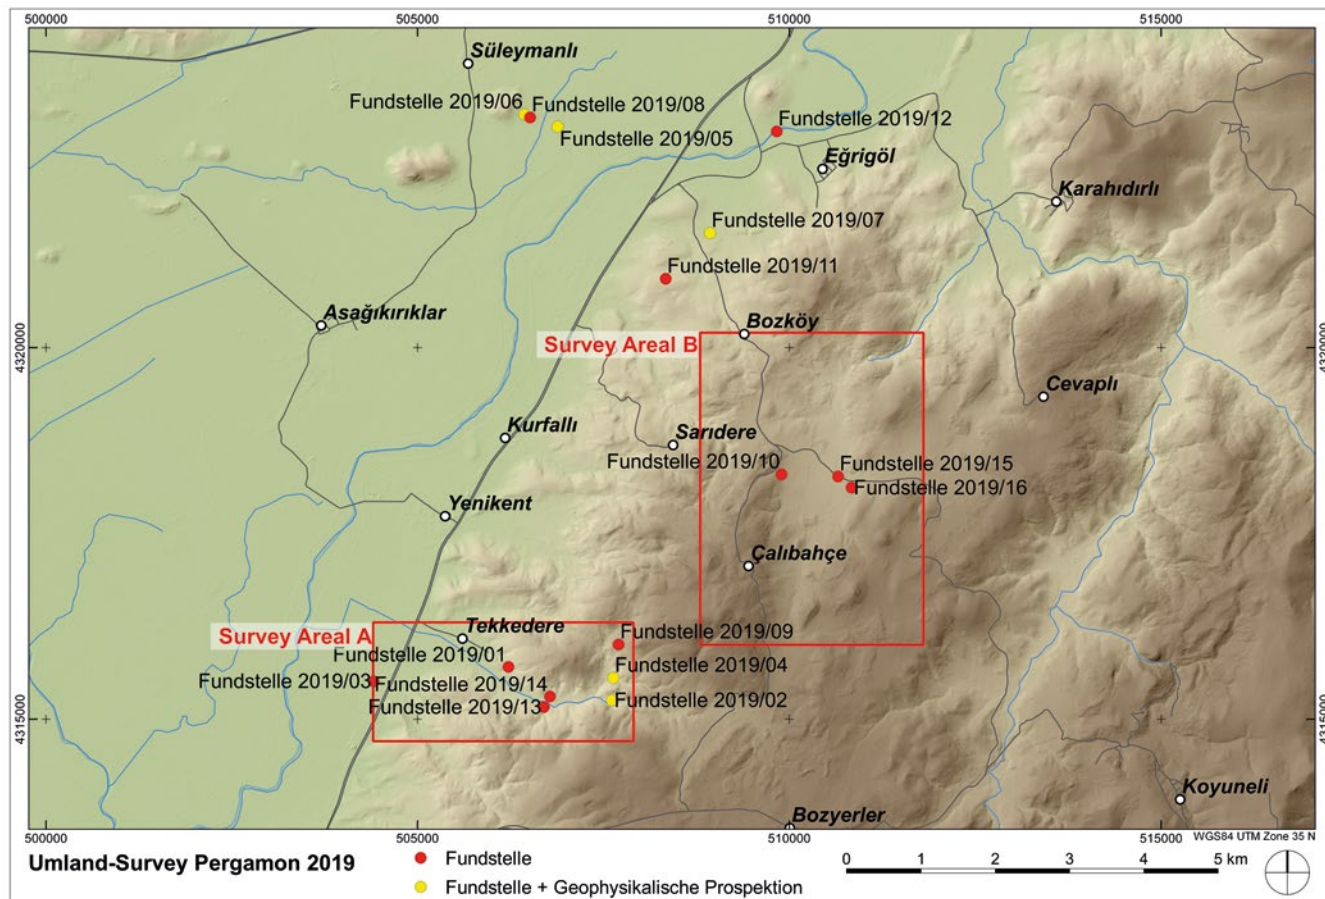 500000
505000
510000
515000
Süleymanlı
Fundstelle 2019/06
Fundstelle 2019/08
Fundstelle 2019/05
Fundstelle 2019/12
Eğrigöl
Karahıdırlı
Fundstelle 2019/07
Fundstelle 2019/11
Asağıkırıklar
Bozköy
4320000
Survey Areal B
4320000
Cevaplı
Kurfallı
Sarıdere
Fundstelle 2019/10
Fundstelle 2019/15
Fundstelle 2019/16
Yenikent
Çalıbahçe
Survey Areal A
Tekkedere
Fundstelle 2019/09
Fundstelle 2019/01
Fundstelle 2019/04
Fundstelle 2019/03
Fundstelle 2019/14
Fundstelle 2019/02
Fundstelle 2019/13
4315000
4315000
Koyuneli
Bozyerler
500000
505000
510000
515000
WGS84 UTM Zone 35 N
Umland-Survey Pergamon 2019
Fundstelle
Fundstelle + Geophysikalische Prospektion
0 1 2 3 4 5 km